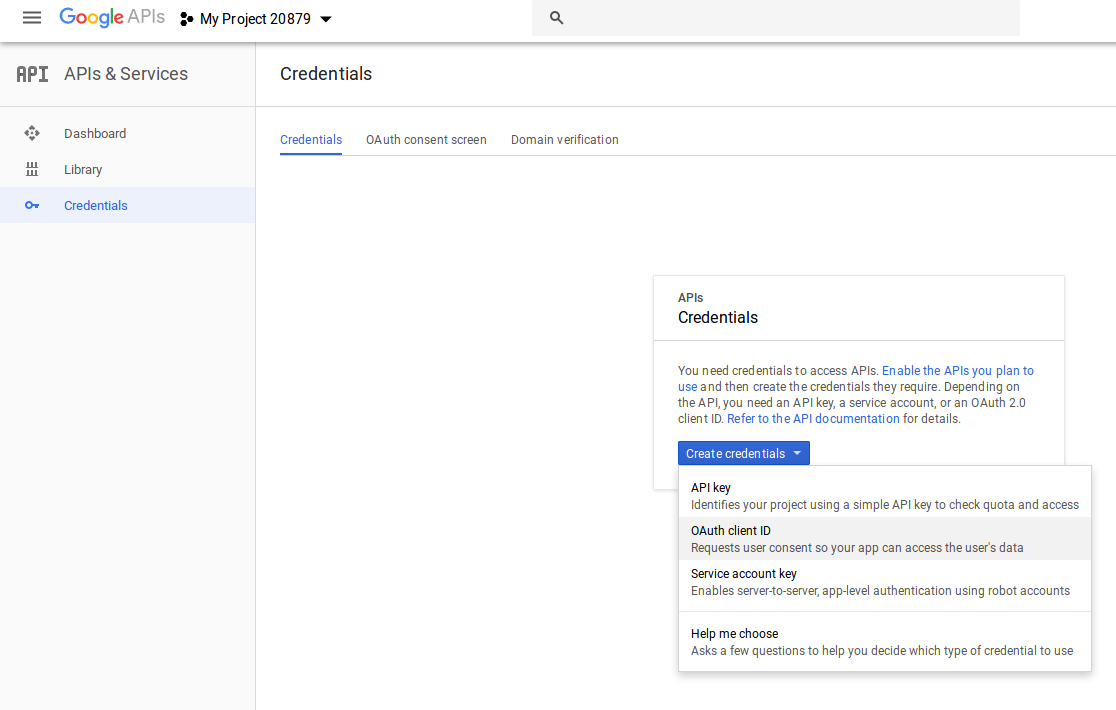 Google APIs My Project 20879
API APIs & Services
Credentials
Dashboard
Library
Credentials
Credentials OAuth consent screen Domain verification
APIs
Credentials
You need credentials to access APIs. Enable the APIs you plan to
use and then create the credentials they require. Depending on
the API, you need an API key, a service account, or an OAuth 2.0
client ID. Refer to the API documentation for details.
Create credentials
API key
Identifies your project using a simple API key to check quota and access
OAuth client ID
Requests user consent so your app can access the user's data
Service account key
Enables server-to-server, app-level authentication using robot accounts
Help me choose
Asks a few questions to help you decide which type of credential to use